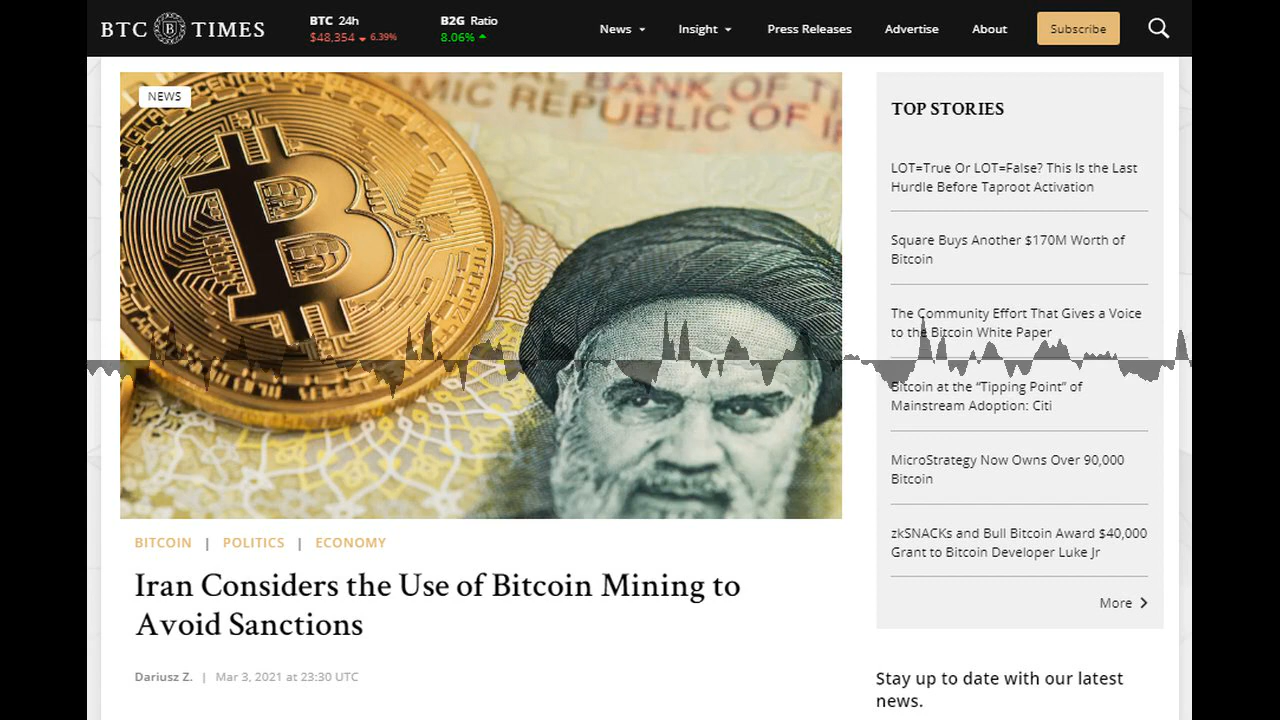 BTC TIMES
BTC 24h
$48,354 6.39%
B2G Ratio
8.06%
News
Insight
Press Releases
Advertise
About
Subscribe
NEWS
BANK OF
MIC REPUBLIC OF
BITCOIN | POLITICS | ECONOMY
Iran Considers the Use of Bitcoin Mining to
Avoid Sanctions
Dariusz Z. | Mar 3, 2021 at 23:30 UTC
TOP STORIES
LOT=True Or LOT=False? This Is the Last
Hurdle Before Taproot Activation
Square Buys Another $170M Worth of
Bitcoin
The Community Effort That Gives a Voice
to the Bitcoin White Paper
Bitcoin at the “Tipping Point” of
Mainstream Adoption: Citi
MicroStrategy Now Owns Over 90,000
Bitcoin
zkSNACKs and Bull Bitcoin Award $40,000
Grant to Bitcoin Developer Luke Jr
More
Stay up to date with our latest
news.